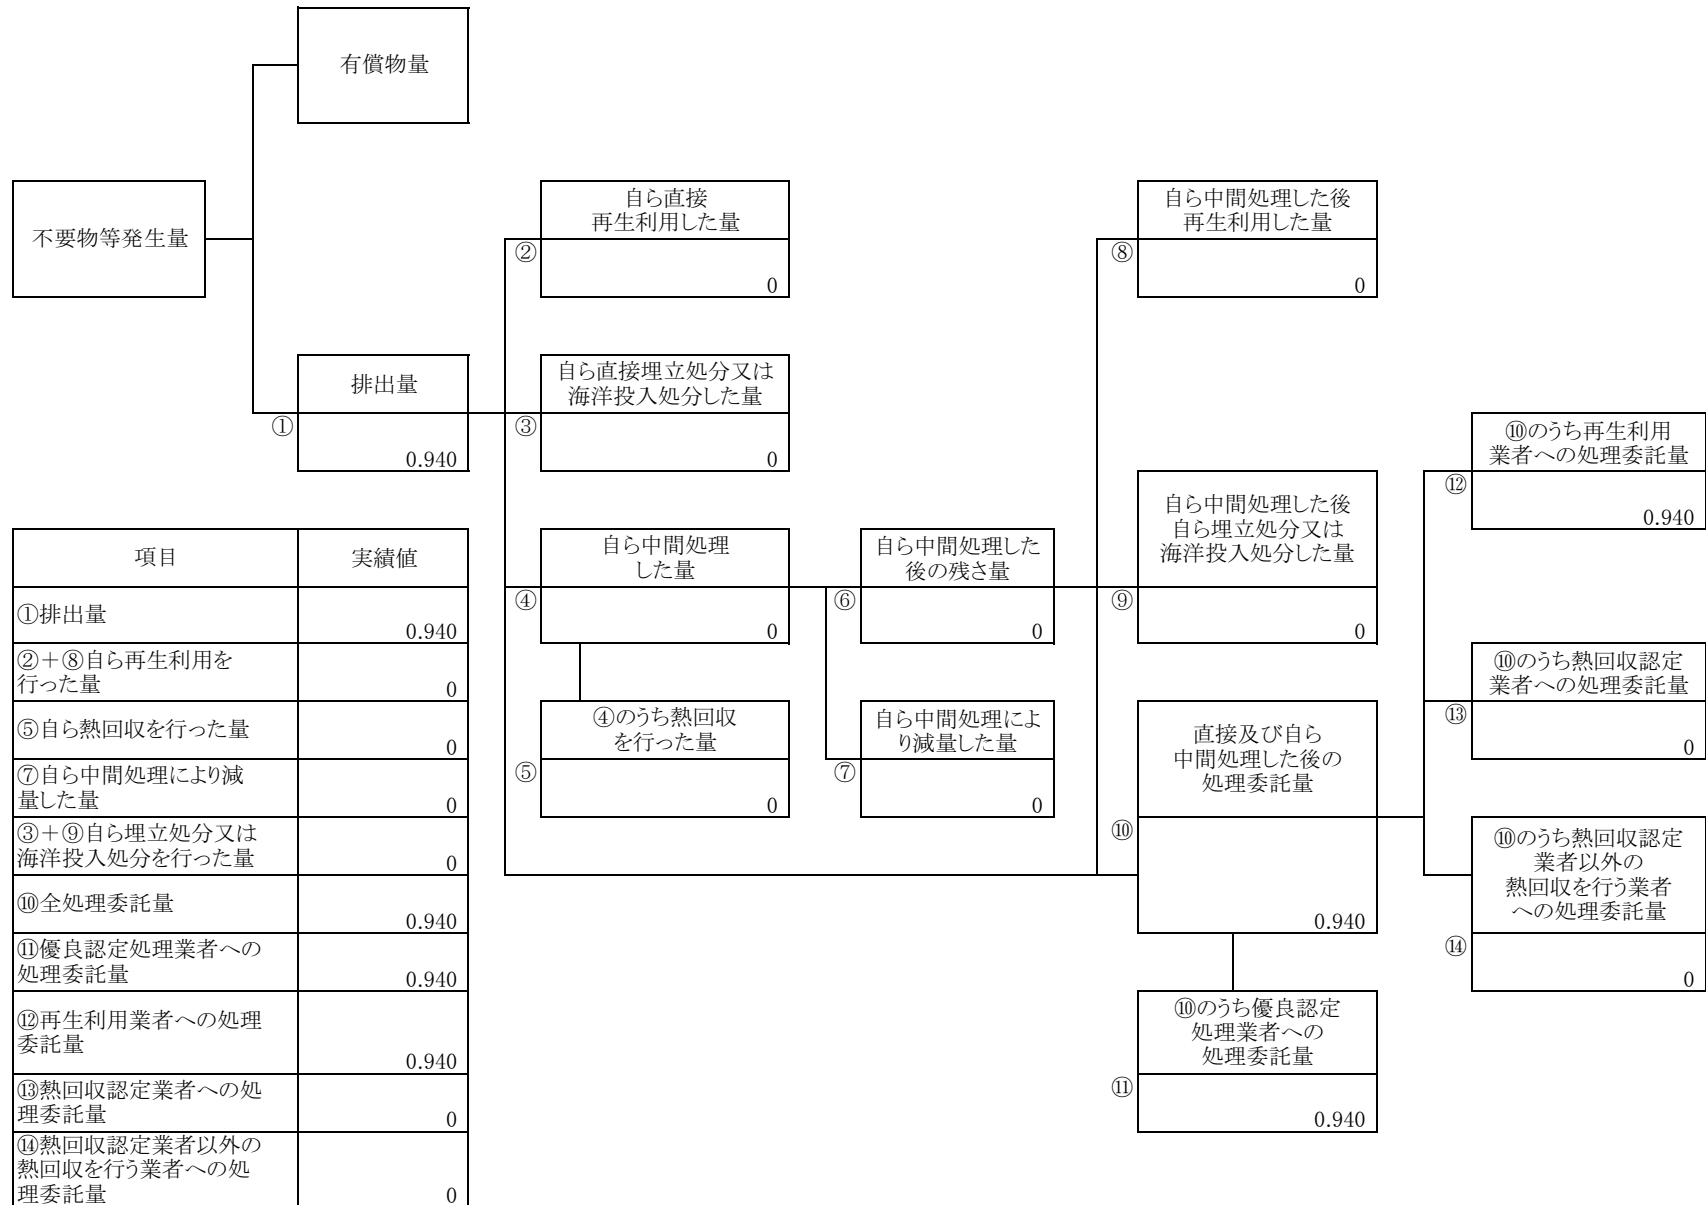 有償物量
不要物等発生量
排出量
①
0.940
自ら直接
再生利用した量
②
0
自ら直接埋立処分又は
海洋投入処分した量
③
0
自ら中間処理
した量
④
0
④のうち熱回収
を行った量
⑤
0
自ら中間処理した
後の残さ量
⑥
0
自ら中間処理によ
り減量した量
⑦
0
自ら中間処理した後
再生利用した量
⑧
0
自ら中間処理した後
自ら埋立処分又は
海洋投入処分した量
⑨
0
直接及び自ら
中間処理した後の
処理委託量
⑩
0.940
⑩のうち優良認定
処理業者への
処理委託量
⑪
0.940
⑩のうち再生利用
業者への処理委託量
⑫
0.940
⑩のうち熱回収認定
業者への処理委託量
⑬
0
⑩のうち熱回収認定
業者以外の
熱回収を行う業者
への処理委託量
⑭
0
項目 実績値
①排出量
0.940
②＋⑧自ら再生利用を
行った量
0
⑤自ら熱回収を行った量
0
⑦自ら中間処理により減
量した量
0
③＋⑨自ら埋立処分又は
海洋投入処分を行った量
0
⑩全処理委託量
0.940
⑪優良認定処理業者への
処理委託量
0.940
⑫再生利用業者への処理
委託量
0.940
⑬熱回収認定業者への処
理委託量
0
⑭熱回収認定業者以外の
熱回収を行う業者への処
理委託量
0